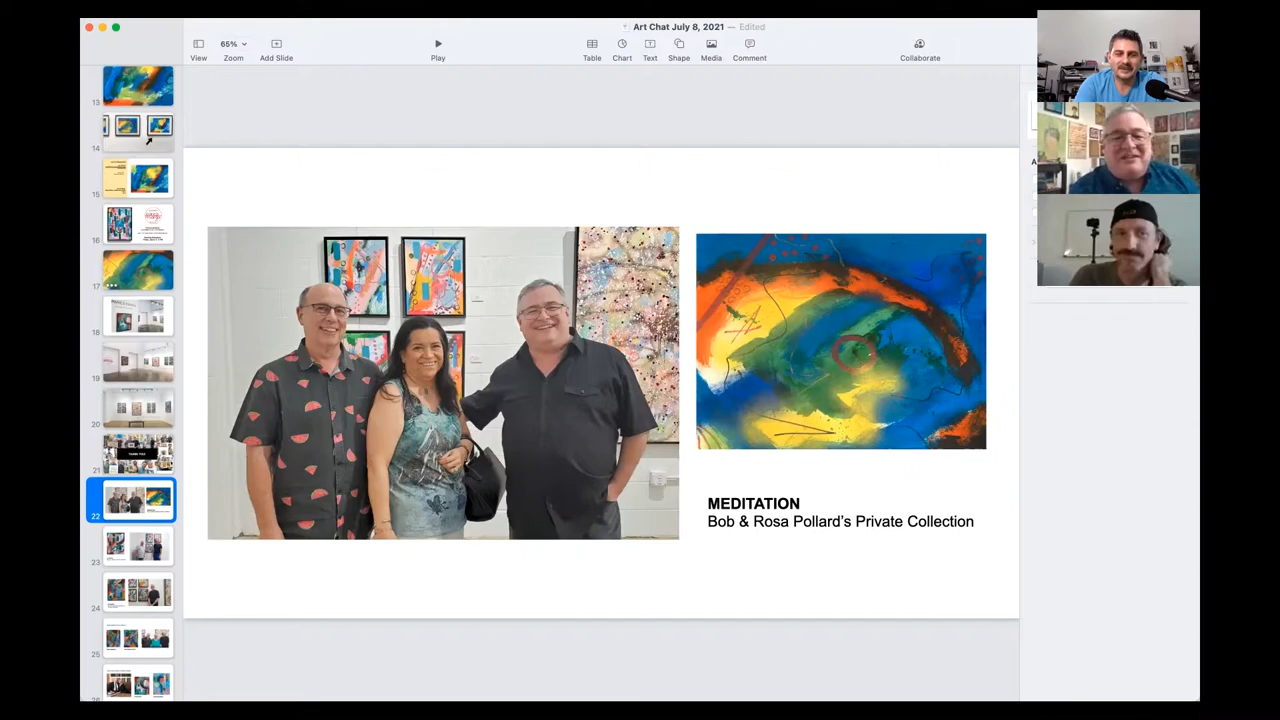 Art Chat July 8, 2021 — Edited
65%
View
Zoom
Add Slide
Play
Table
Chart
Text
Shape
Media
Comment
Collaborate
13
14
15
16
17
18
19
20
21
THANK YOU
22
23
24
25
MEDITATION
Bob & Rosa Pollard's Private Collection